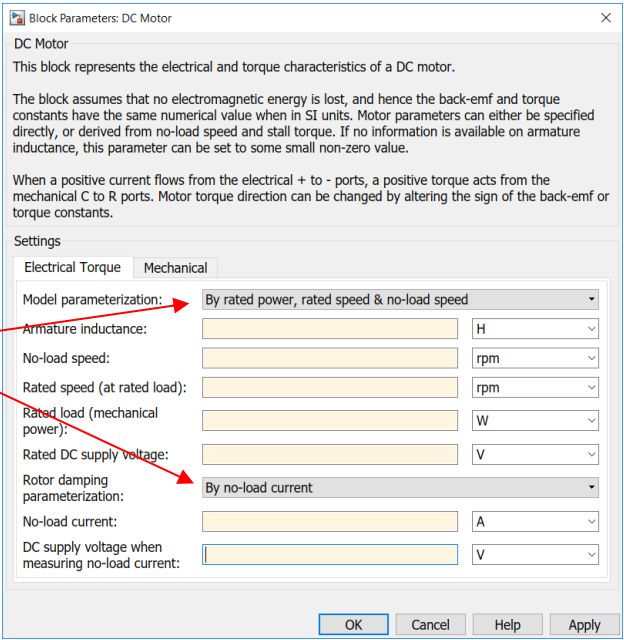 Block Parameters: DC Motor
DC Motor
This block represents the electrical and torque characteristics of a DC motor.
The block assumes that no electromagnetic energy is lost, and hence the back-emf and torque
constants have the same numerical value when in SI units. Motor parameters can either be specified
directly, or derived from no-load speed and stall torque. If no information is available on armature
inductance, this parameter can be set to some small non-zero value.
When a positive current flows from the electrical + to - ports, a positive torque acts from the
mechanical C to R ports. Motor torque direction can be changed by altering the sign of the back-emf or
torque constants.
Settings
Electrical Torque Mechanical
Model parameterization: By rated power, rated speed & no-load speed
Armature inductance: H
No-load speed: rpm
Rated speed (at rated load): rpm
Rated load (mechanical
power): W
Rated DC supply voltage: V
Rotor damping
parameterization: By no-load current
No-load current: A
DC supply voltage when
measuring no-load current: V
OK Cancel Help Apply